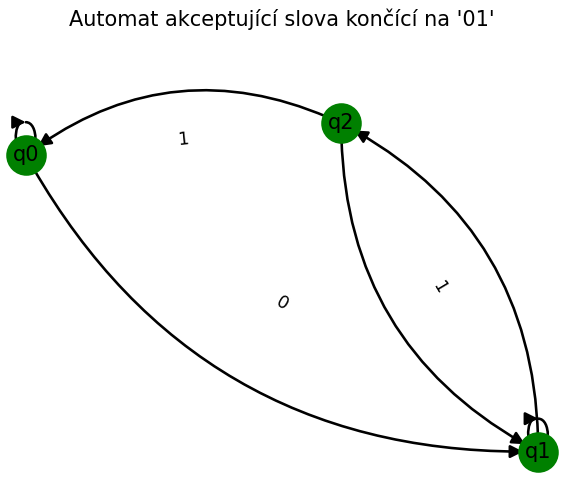 Automat akceptující slova končící na '01'
q2
1
q0
1
0
q1